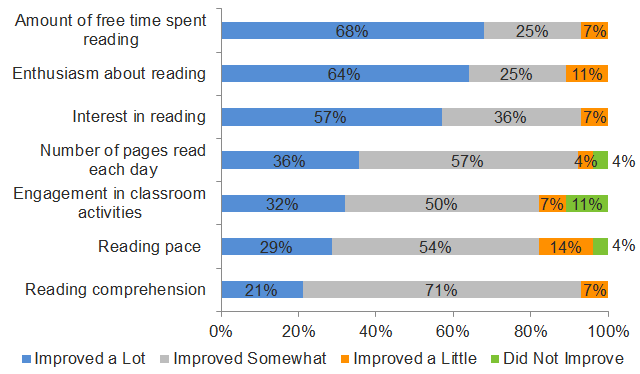 Amount of free time spent
reading
68% 25% 7%
Enthusiasm about reading
64% 25% 11%
Interest in reading
57% 36% 7%
Number of pages read
each day
36% 57% 4% 4%
Engagement in classroom
activities
32% 50% 7% 11%
Reading pace
29% 54% 14% 4%
Reading comprehension
21% 71% 7%
0% 20% 40% 60% 80% 100%
Improved a Lot Improved Somewhat Improved a Little Did Not Improve